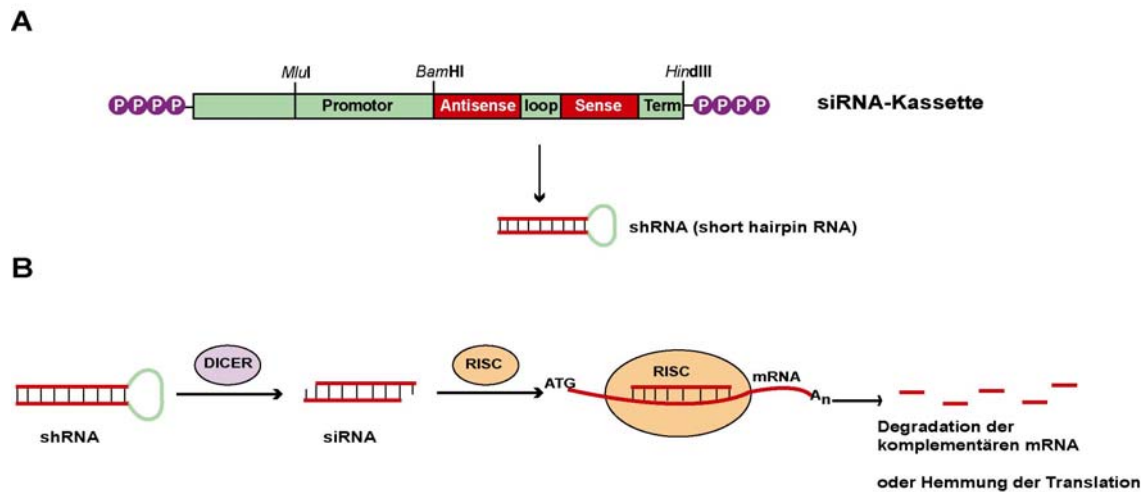 A
MluI
BamHI
HindIII
P P P P
Promotor
Antisense
loop
Sense
Term
P P P P
siRNA-Kassette
shRNA (short hairpin RNA)
B
DICER
RISC
ATG
RISC
mRNA
An
shRNA
siRNA
Degradation der
komplementären mRNA
oder Hemmung der Translation